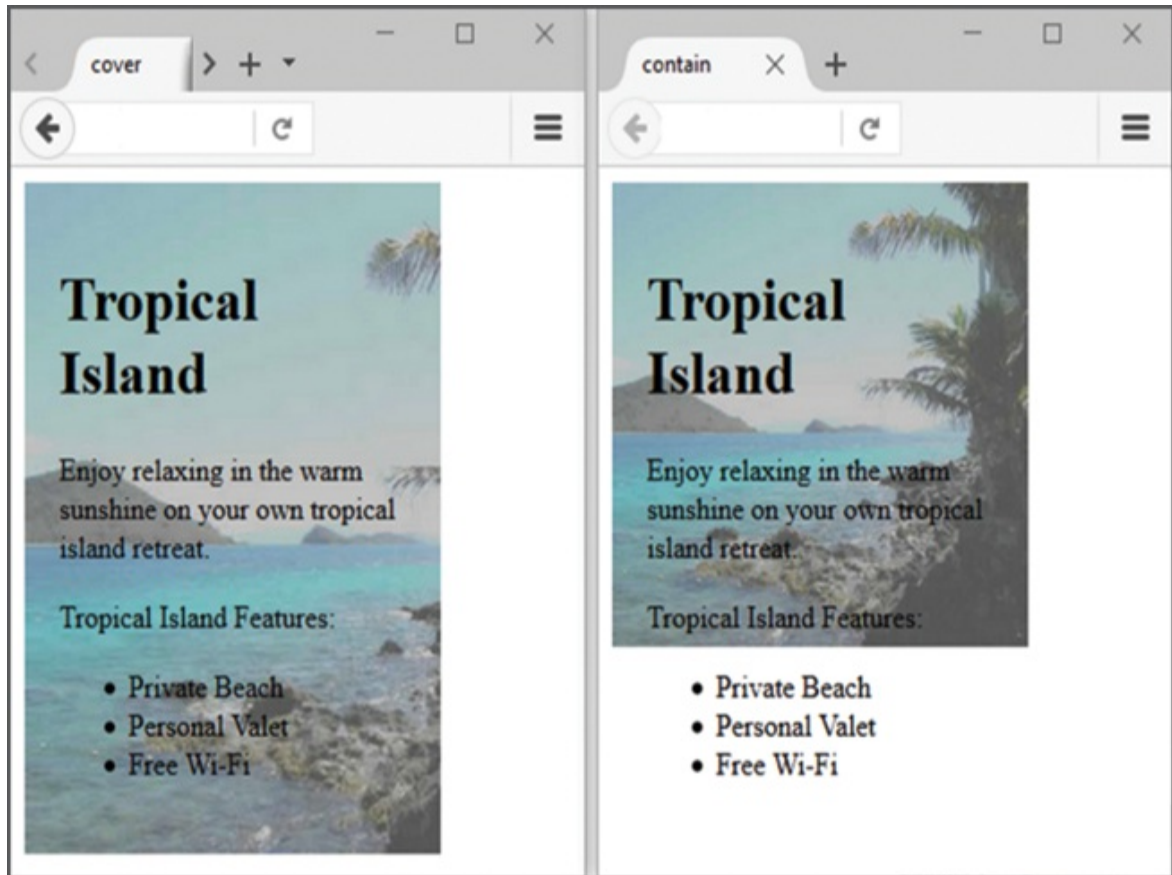 cover
Tropical
Island
Enjoy relaxing in the warm
sunshine on your own tropical
island retreat.
Tropical Island Features:
• Private Beach
• Personal Valet
• Free Wi-Fi
contain
Tropical
Island
Enjoy relaxing in the warm
sunshine on your own tropical
island retreat.
Tropical Island Features:
• Private Beach
• Personal Valet
• Free Wi-Fi